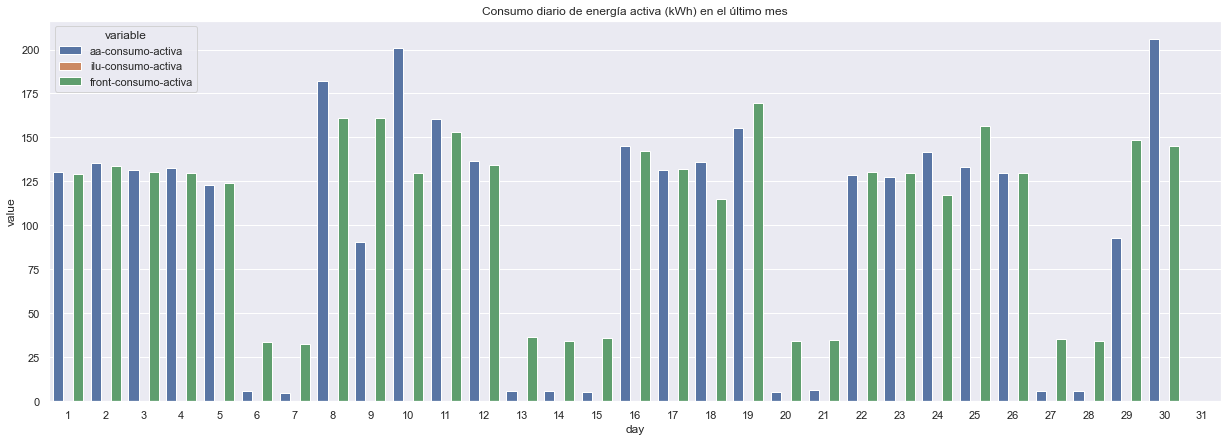 Consumo diario de energía activa (kWh) en el último mes
variable
aa-consumo-activa
ilu-consumo-activa
front-consumo-activa
200
175
150
125
100
75
50
25
0
value
1 2 3 4 5 6 7 8 9 10 11 12 13 14 15 16 17 18 19 20 21 22 23 24 25 26 27 28 29 30 31
day